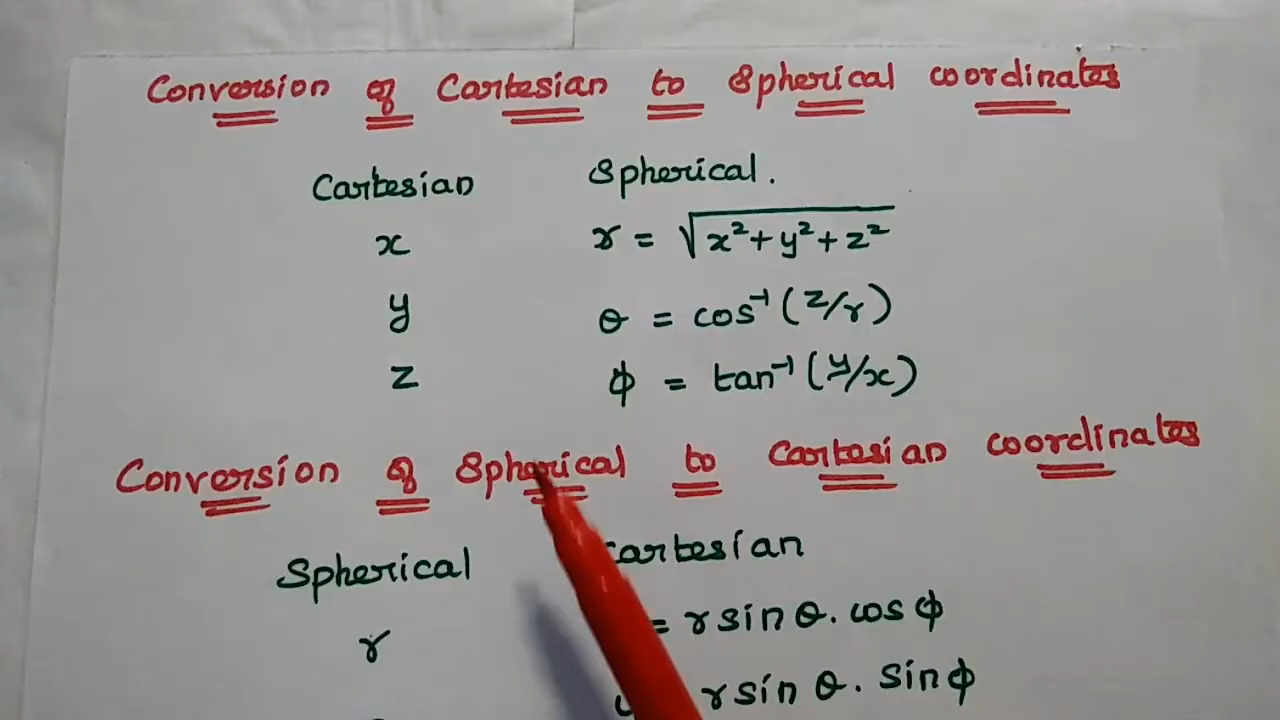 Conversion of Cartesian to Spherical coordinates
Cartesian Spherical.
x r = √(x²+y²+z²)
y θ = cos⁻¹ (z/r)
z ϕ = tan⁻¹ (y/x)
Conversion of Spherical to Cartesian coordinates
Spherical cartesian
r = r sin θ. cos ϕ
r sin θ. sin ϕ